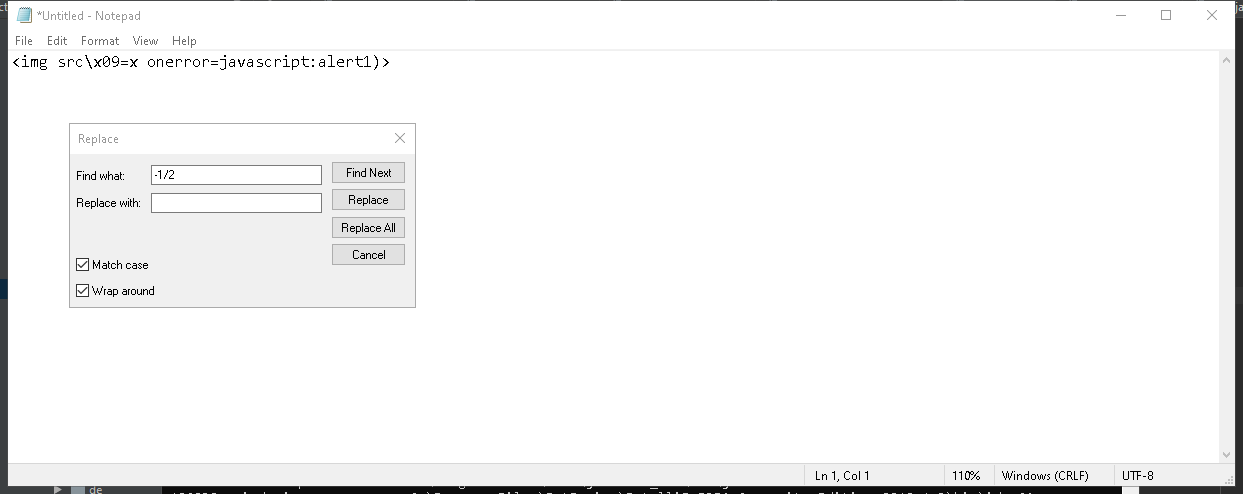 *Untitled - Notepad
File Edit Format View Help
<img src\x09=x onerror=javascript:alert1)>
Replace
Find what: -1/2 Find Next
Replace with: Replace
Replace All
Cancel
Match case
Wrap around
Ln 1, Col 1 110% Windows (CRLF) UTF-8
de